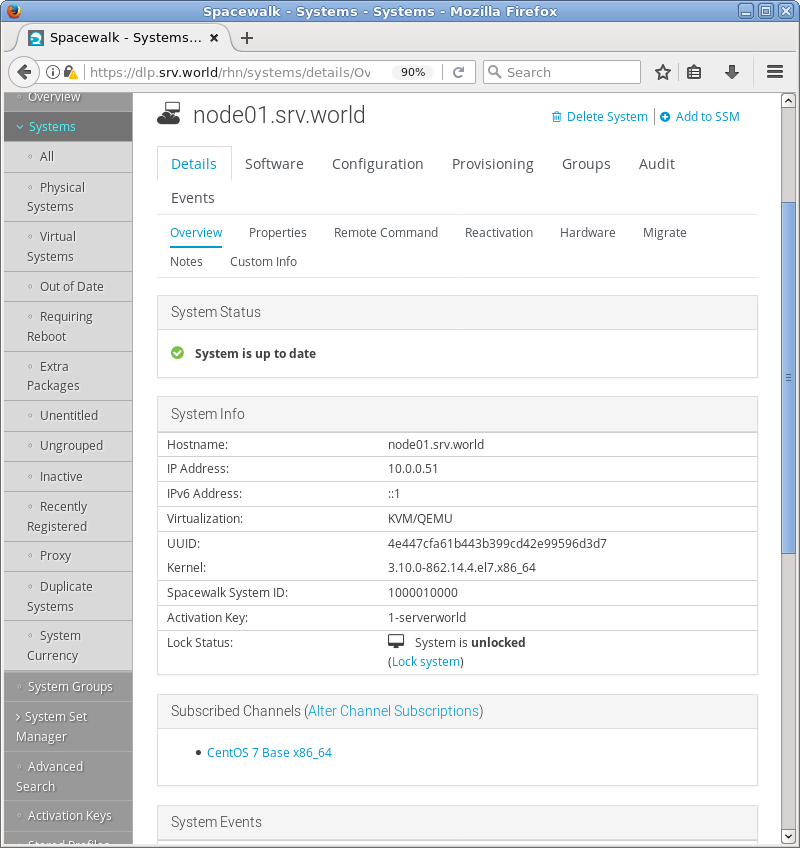 Spacewalk - Systems - Systems - Mozilla Firefox
Spacewalk - Systems...
https://dlp.srv.world/rhn/systems/details/Ov
90%
Search
Overview
Systems
All
Physical
Systems
Virtual
Systems
Out of Date
Requiring
Reboot
Extra
Packages
Unentitled
Ungrouped
Inactive
Recently
Registered
Proxy
Duplicate
Systems
System
Currency
System Groups
System Set
Manager
Advanced
Search
Activation Keys
Stored Profiles
node01.srv.world
Delete System
Add to SSM
Details Software Configuration Provisioning Groups Audit
Events
Overview Properties Remote Command Reactivation Hardware Migrate
Notes Custom Info
System Status
System is up to date
System Info
Hostname: node01.srv.world
IP Address: 10.0.0.51
IPv6 Address: ::1
Virtualization: KVM/QEMU
UUID: 4e447cfa61b443b399cd42e99596d3d7
Kernel: 3.10.0-862.14.4.el7.x86_64
Spacewalk System ID: 1000010000
Activation Key: 1-serverworld
Lock Status: System is unlocked
(Lock system)
Subscribed Channels (Alter Channel Subscriptions)
CentOS 7 Base x86_64
System Events